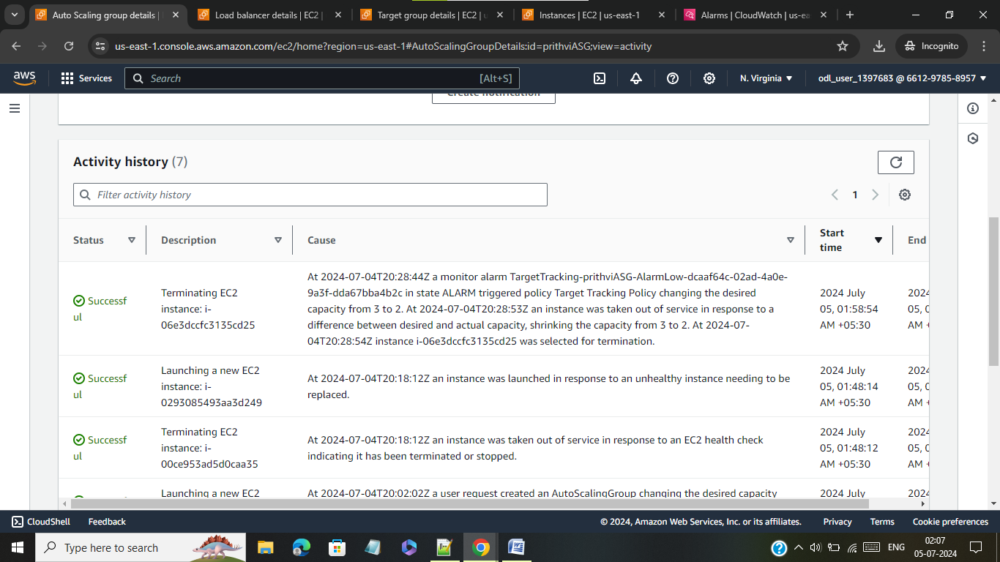 Auto Scaling group details |
Load balancer details | EC2 |
Target group details | EC2 | u
Instances | EC2 | us-east-1
Alarms | CloudWatch | us-ea
us-east-1.console.aws.amazon.com/ec2/home?region=us-east-1#AutoScalingGroupDetails:id=prithviASG;view=activity
Incognito
aws
Services
Search
[Alt+S]
N. Virginia
odl_user_1397683 @ 6612-9785-8957
Create notification
Activity history (7)
Filter activity history
1
Status
Description
Cause
Start
time
End
Successf
ul
Terminating EC2
instance: i-
06e3dccfc3135cd25
At 2024-07-04T20:28:44Z a monitor alarm TargetTracking-prithviASG-AlarmLow-dcaaf64c-02ad-4a0e-
9a3f-dda67bba4b2c in state ALARM triggered policy Target Tracking Policy changing the desired
capacity from 3 to 2. At 2024-07-04T20:28:53Z an instance was taken out of service in response to a
difference between desired and actual capacity, shrinking the capacity from 3 to 2. At 2024-07-
04T20:28:54Z instance i-06e3dccfc3135cd25 was selected for termination.
2024 July
05, 01:58:54
AM +05:30
2024
05, 0
AM +
Successf
ul
Launching a new EC2
instance: i-
0293085493aa3d249
At 2024-07-04T20:18:12Z an instance was launched in response to an unhealthy instance needing to be
replaced.
2024 July
05, 01:48:14
AM +05:30
2024
05, 0
AM +
Successf
ul
Terminating EC2
instance: i-
00ce953ad5d0caa35
At 2024-07-04T20:18:12Z an instance was taken out of service in response to an EC2 health check
indicating it has been terminated or stopped.
2024 July
05, 01:48:12
AM +05:30
2024
05, 0
AM +
Launching a new EC2
At 2024-07-04T20:02:02Z a user request created an AutoScalingGroup changing the desired capacity
2024 July
2024
CloudShell
Feedback
© 2024, Amazon Web Services, Inc. or its affiliates.
Privacy
Terms
Cookie preferences
Type here to search
ENG
02:07
05-07-2024